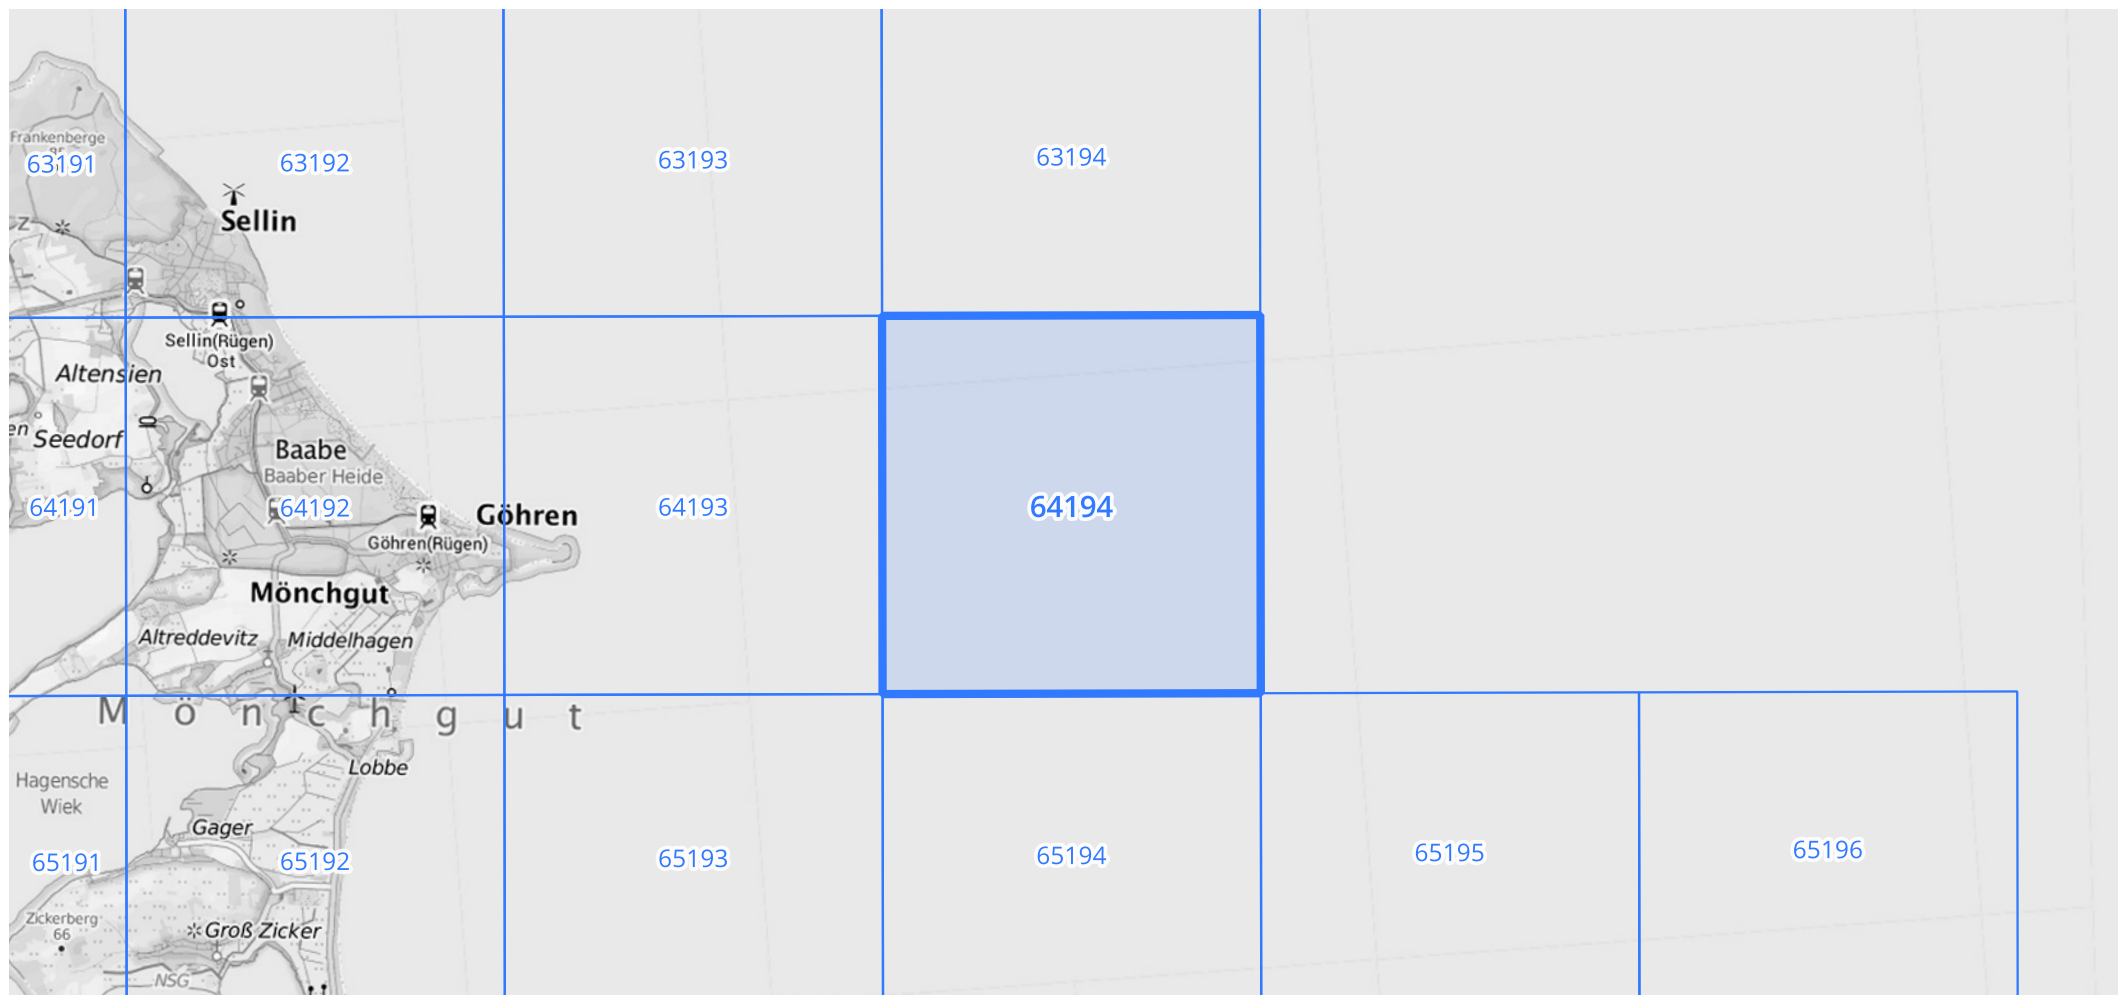 Frankenberge
63191
63192
63193
63194
Sellin
z
Sellin(Rügen)
Ost
Altensien
en
Seedorf
Baabe
Baaber Heide
64191
64192
64193
64194
Göhren
Göhren(Rügen)
Mönchgut
Altreddevitz
Middelhagen
Mönchgut
Lobbe
Hagensche
Wiek
Gager
65191
65192
65193
65194
65195
65196
Zickerberg
66
Groß Zicker
NSG